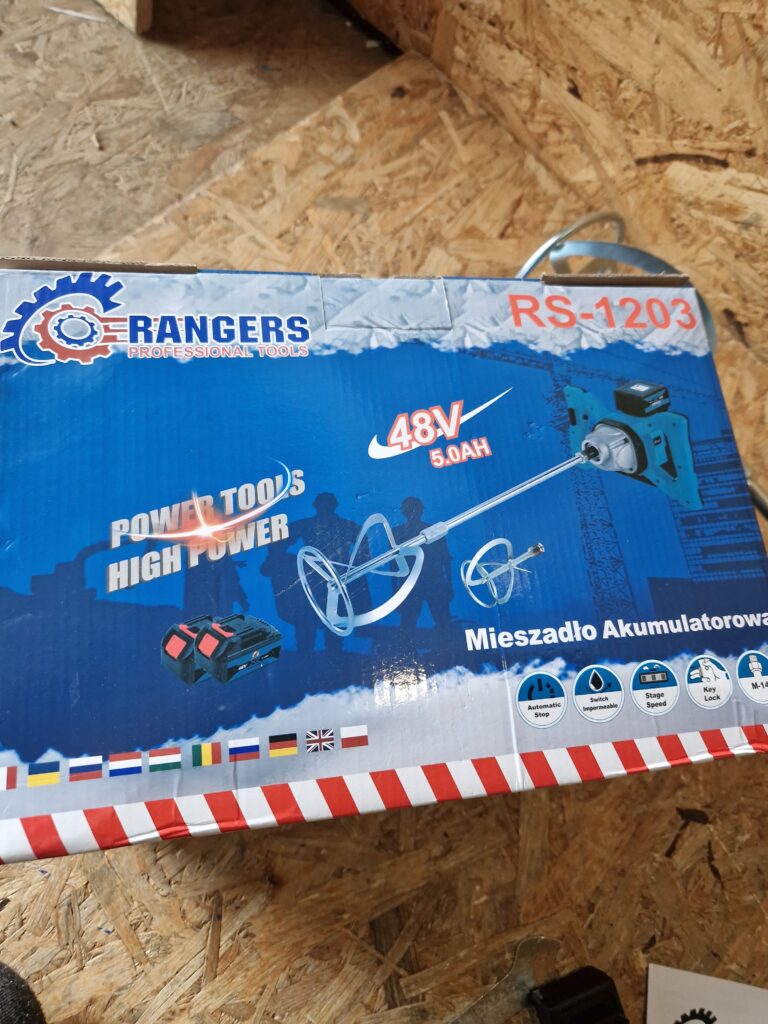 RANGERS
PROFESSIONAL TOOLS
RS-1203
48V
5.0AH
POWER TOOLS
HIGH POWER
Mieszadło Akumulatorowa
Automatic
Stop
Switch
Impermeable
Stage
Speed
Key
Lock
M-14